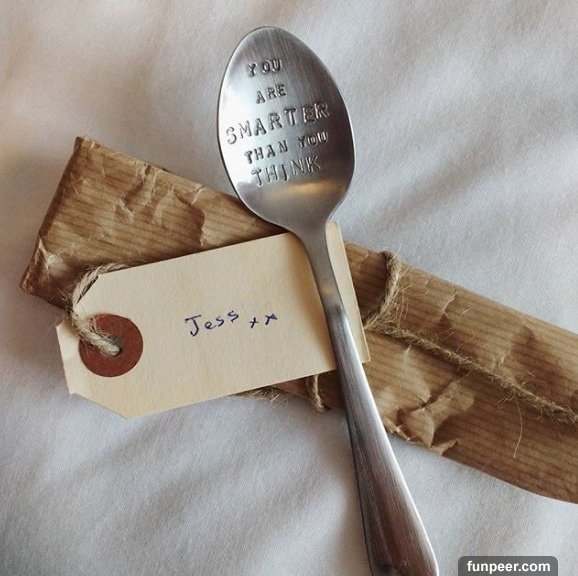 YOU
ARE
SMARTER
THAN YOU
THINK
Jess xx
funpeer.com